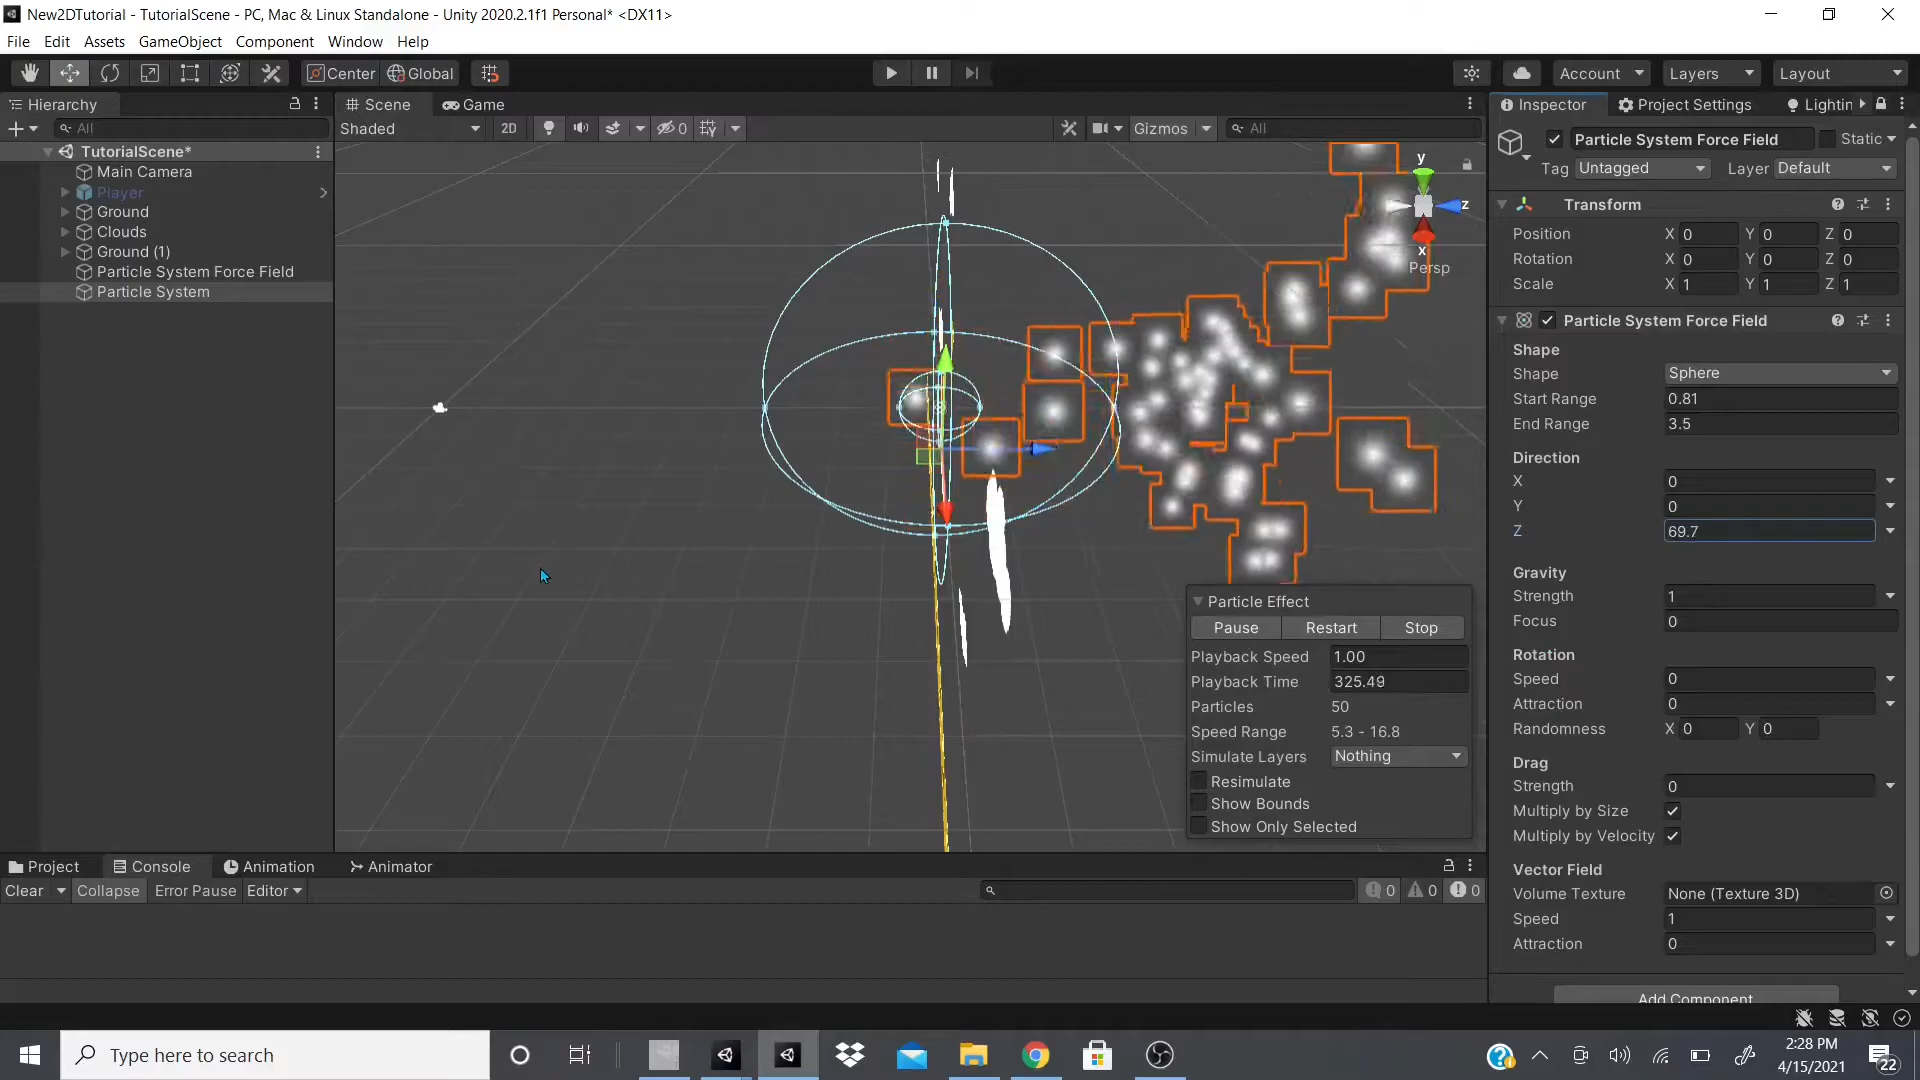 New2DTutorial - TutorialScene - PC, Mac & Linux Standalone - Unity 2020.2.1f1 Personal* <DX11>
File Edit Assets GameObject Component Window Help
Center Global Account Layers Layout
Hierarchy Scene Game Inspector Project Settings Lightin
All Shaded 2D 0 Gizmos All
TutorialScene*
Main Camera
Player
Ground
Clouds
Ground (1)
Particle System Force Field
Particle System
y
z
x
Persp
Particle Effect
Pause Restart Stop
Playback Speed 1.00
Playback Time 325.49
Particles 50
Speed Range 5.3 - 16.8
Simulate Layers Nothing
Resimulate
Show Bounds
Show Only Selected
Particle System Force Field Static
Tag Untagged Layer Default
Transform
Position X 0 Y 0 Z 0
Rotation X 0 Y 0 Z 0
Scale X 1 Y 1 Z 1
Particle System Force Field
Shape
Shape Sphere
Start Range 0.81
End Range 3.5
Direction
X 0
Y 0
Z 69.7
Gravity
Strength 1
Focus 0
Rotation
Speed 0
Attraction 0
Randomness X 0 Y 0
Drag
Strength 0
Multiply by Size
Multiply by Velocity
Vector Field
Volume Texture None (Texture 3D)
Speed 1
Attraction 0
Add Component
Project Console Animation Animator
Clear Collapse Error Pause Editor 0 0 0
Type here to search
2:28 PM
4/15/2021
22